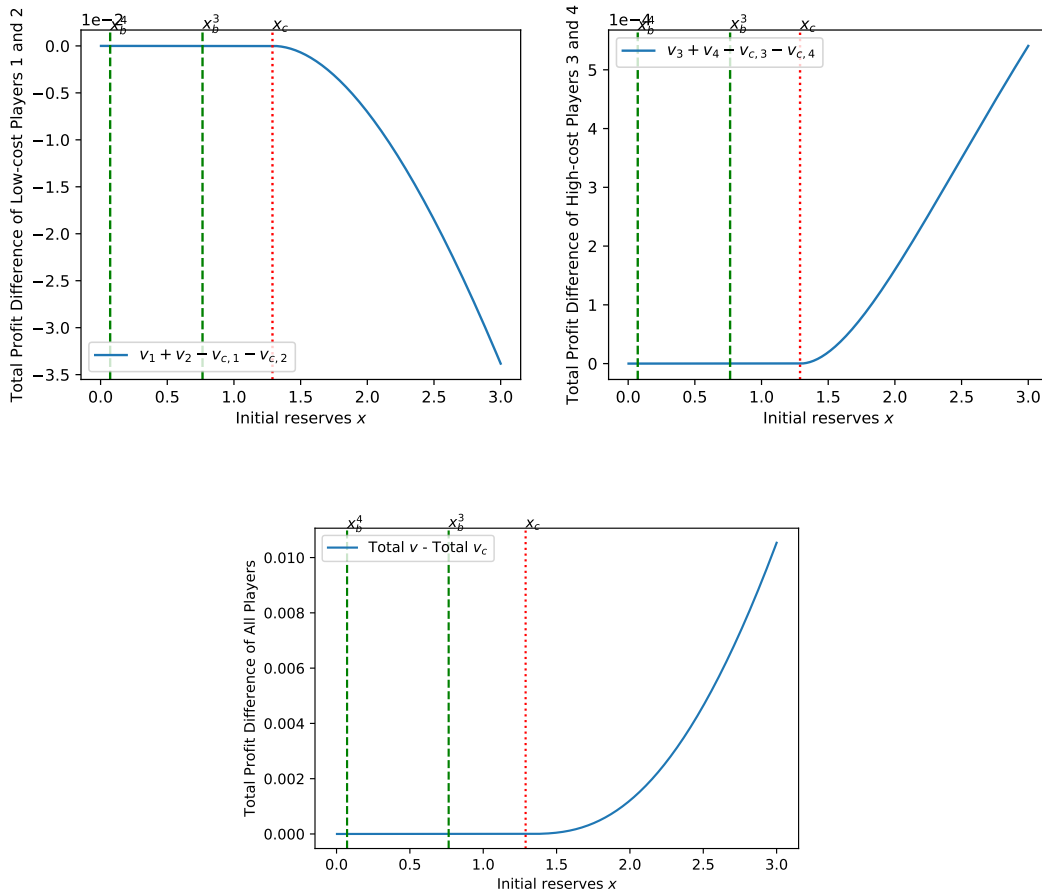 1e−2
x_b^4
x_b^3
x_c
0.0
−0.5
−1.0
−1.5
−2.0
−2.5
−3.0
−3.5
Total Profit Difference of Low-cost Players 1 and 2
v_1 + v_2 − v_{c,1} − v_{c,2}
0.0 0.5 1.0 1.5 2.0 2.5 3.0
Initial reserves x
1e−4
x_b^4
x_b^3
x_c
v_3 + v_4 − v_{c,3} − v_{c,4}
5
4
3
2
1
0
Total Profit Difference of High-cost Players 3 and 4
0.0 0.5 1.0 1.5 2.0 2.5 3.0
Initial reserves x
x_b^4
x_b^3
x_c
Total v - Total v_c
0.010
0.008
0.006
0.004
0.002
0.000
Total Profit Difference of All Players
0.0 0.5 1.0 1.5 2.0 2.5 3.0
Initial reserves x